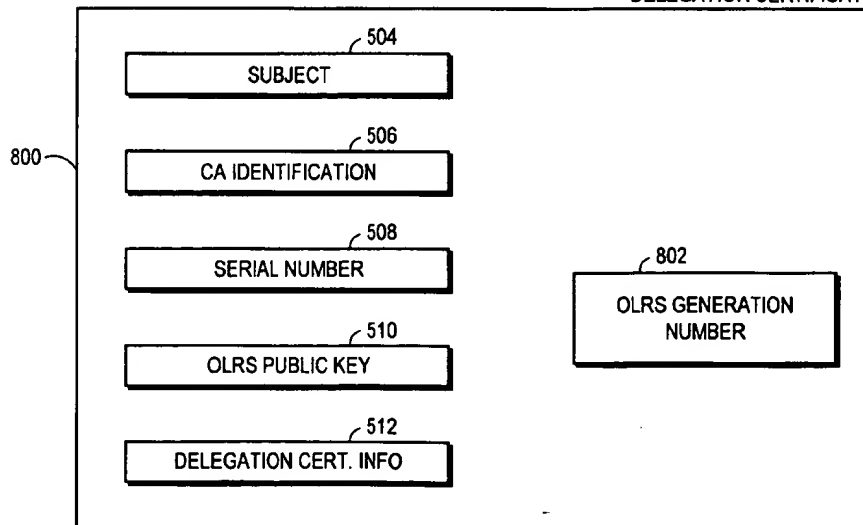 504
SUBJECT
506
800
CA IDENTIFICATION
508
SERIAL NUMBER
802
OLRS GENERATION
NUMBER
510
OLRS PUBLIC KEY
512
DELEGATION CERT. INFO